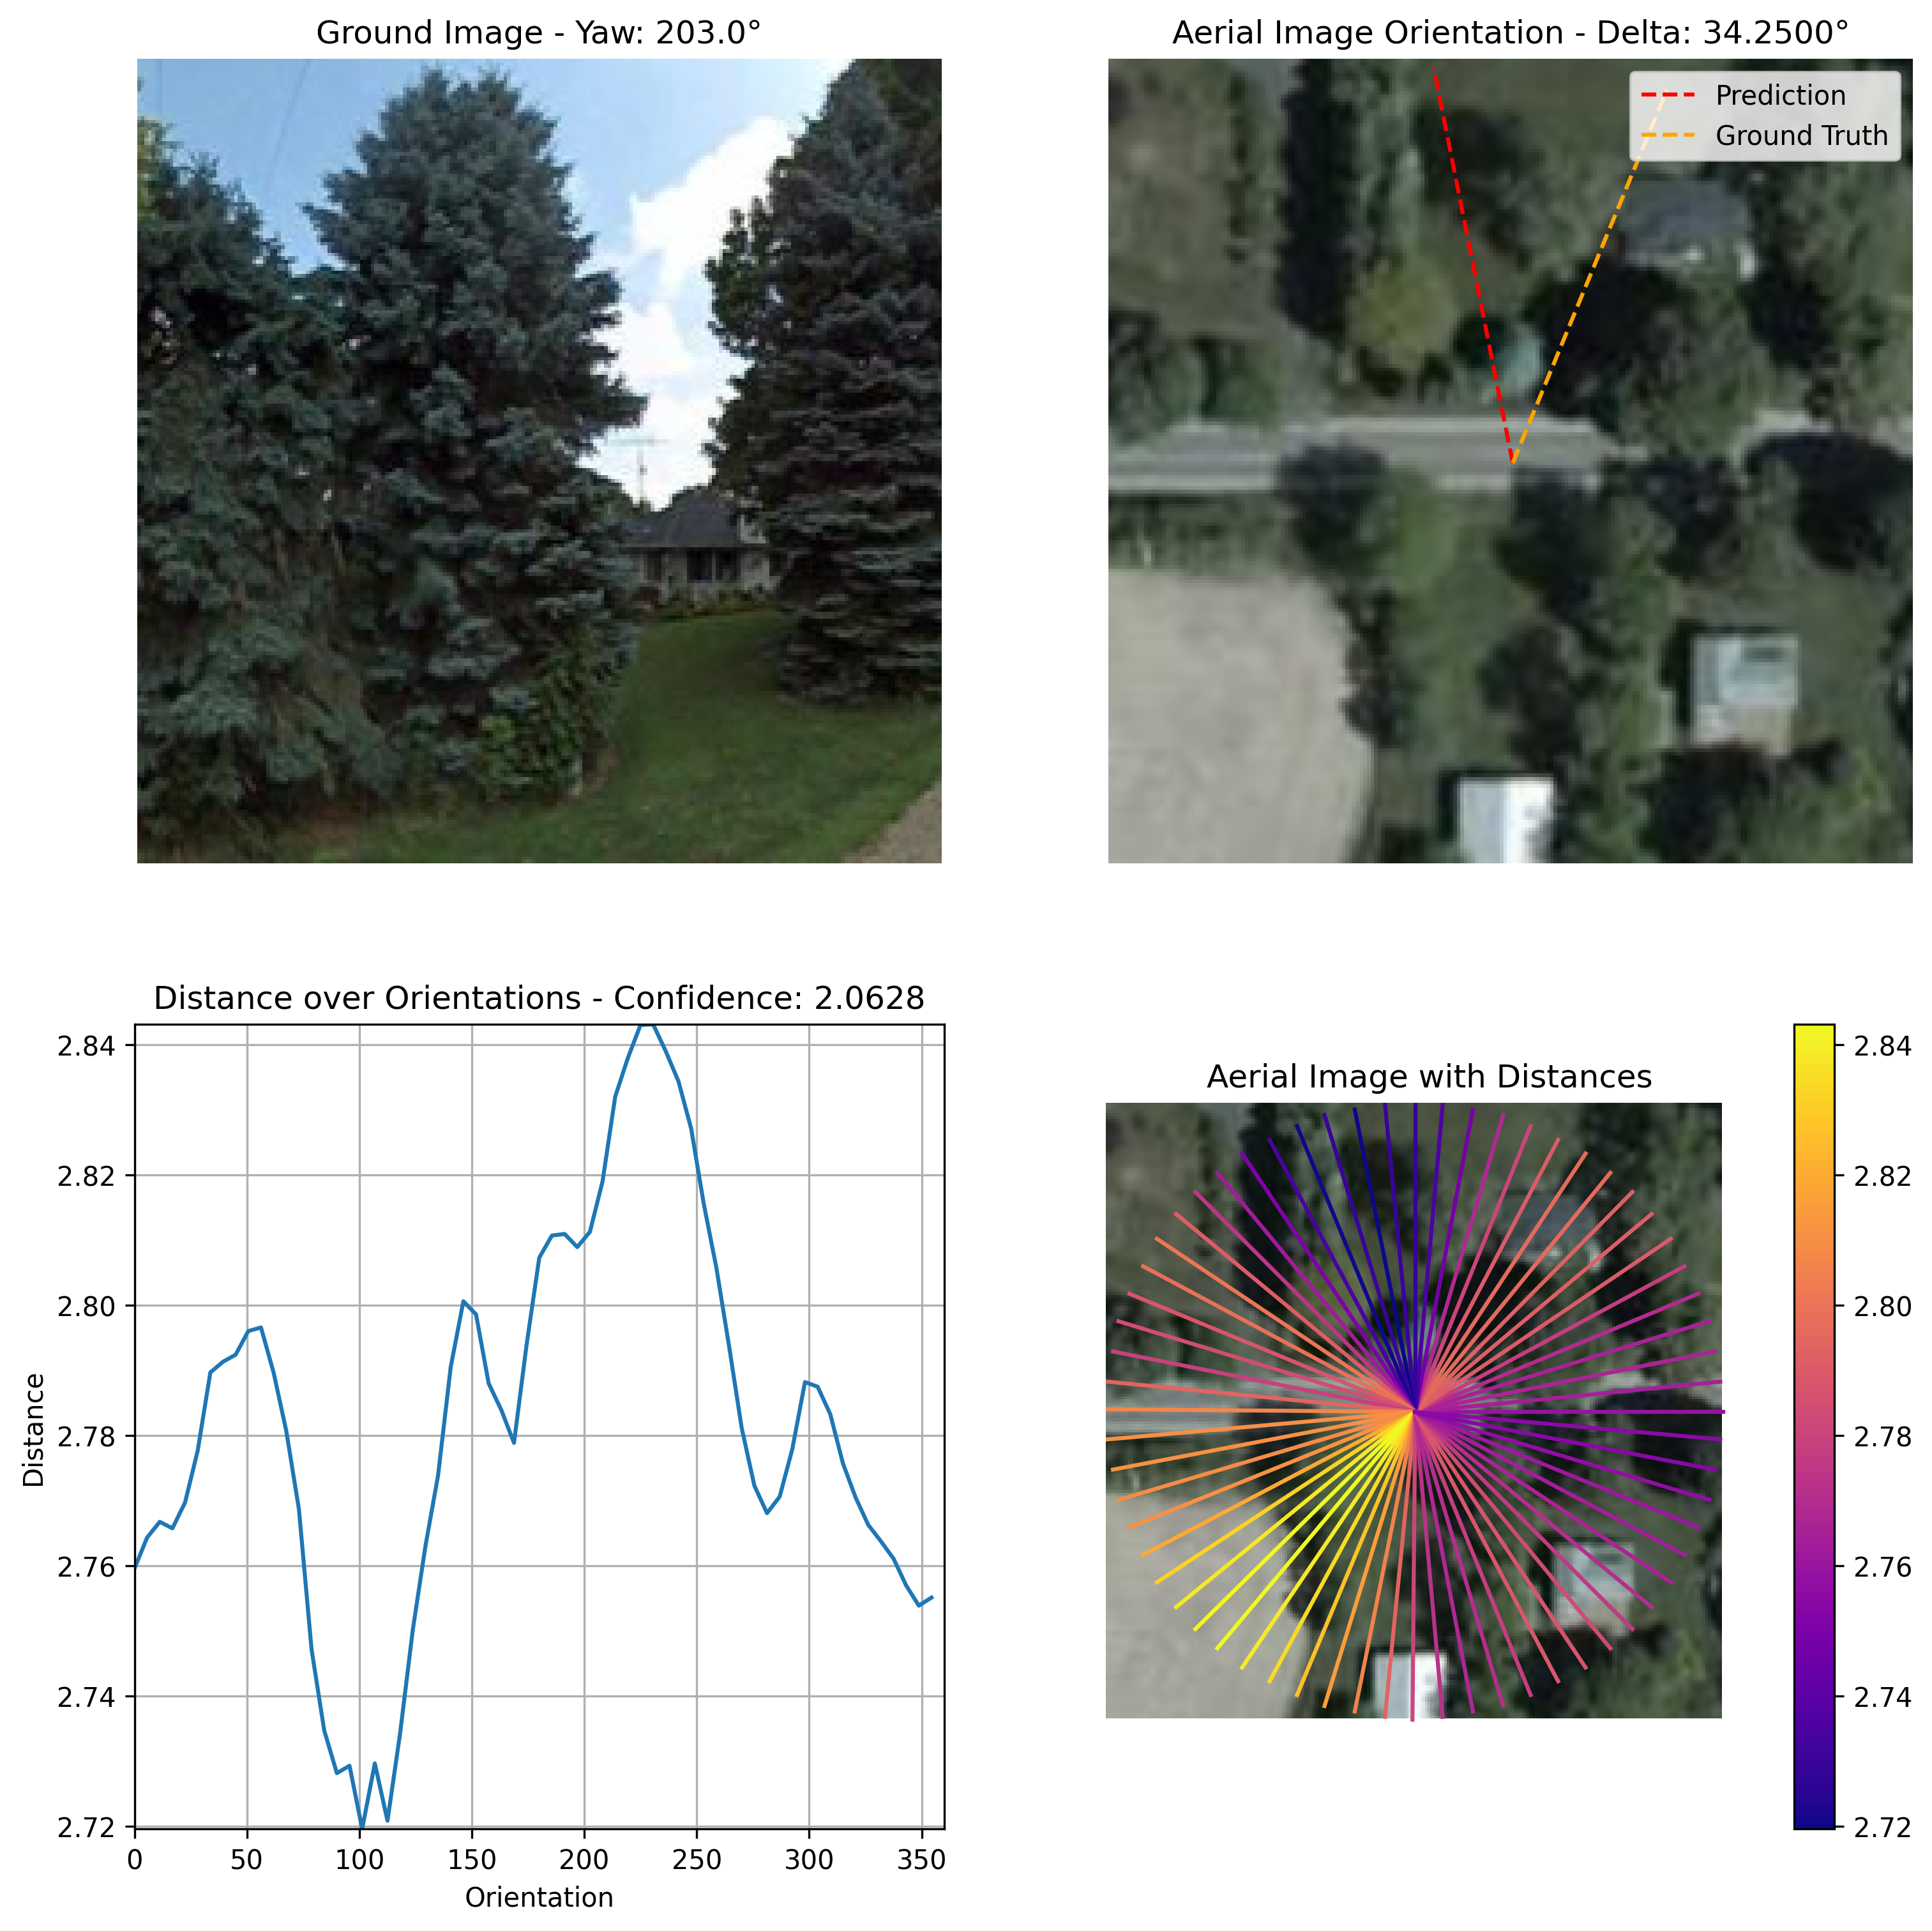 Ground Image - Yaw: 203.0°
Aerial Image Orientation - Delta: 34.2500°
Prediction
Ground Truth
Distance over Orientations - Confidence: 2.0628
2.84
2.82
2.80
2.78
2.76
2.74
2.72
Distance
0 50 100 150 200 250 300 350
Orientation
Aerial Image with Distances
2.84
2.82
2.80
2.78
2.76
2.74
2.72